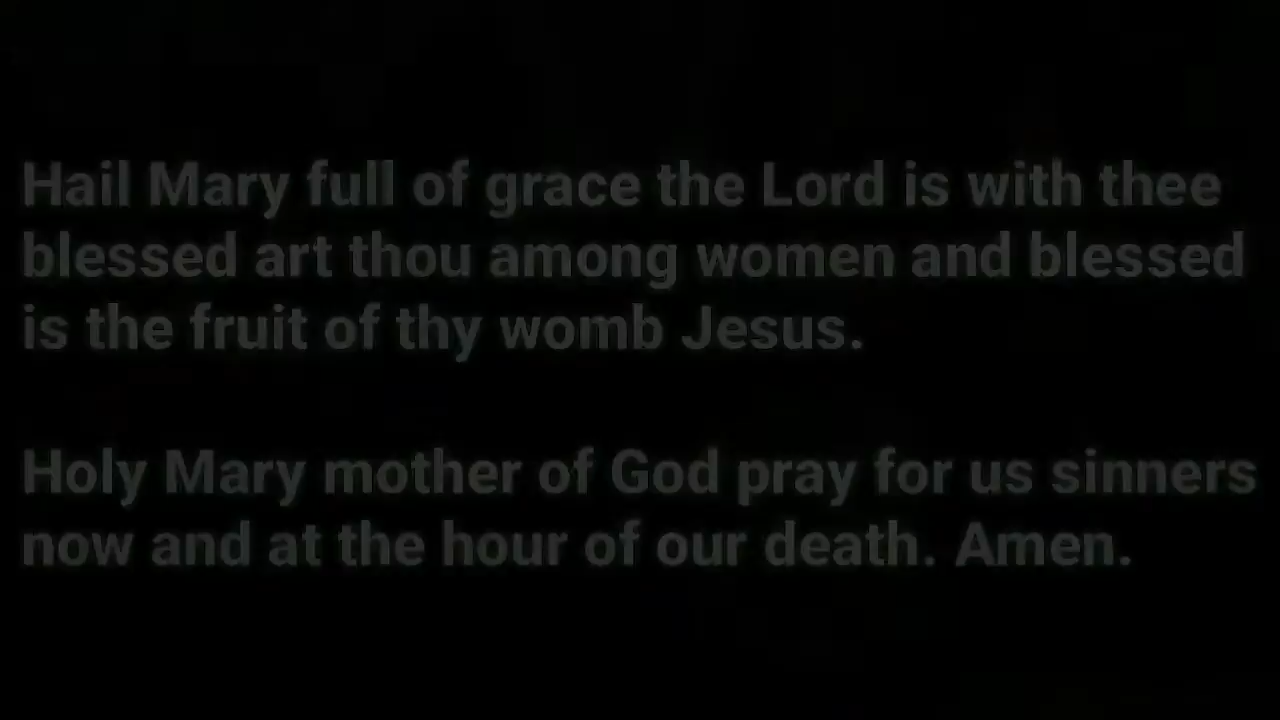 Hail Mary full of grace the Lord is with thee
blessed art thou among women and blessed
is the fruit of thy womb Jesus.
Holy Mary mother of God pray for us sinners
now and at the hour of our death. Amen.